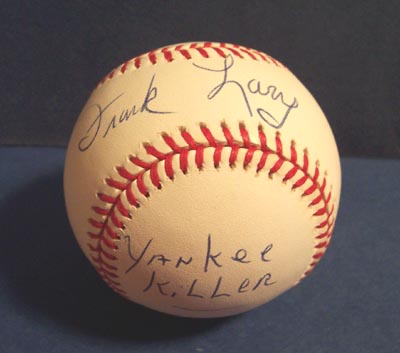 Frank Lary
Yankee
Killer